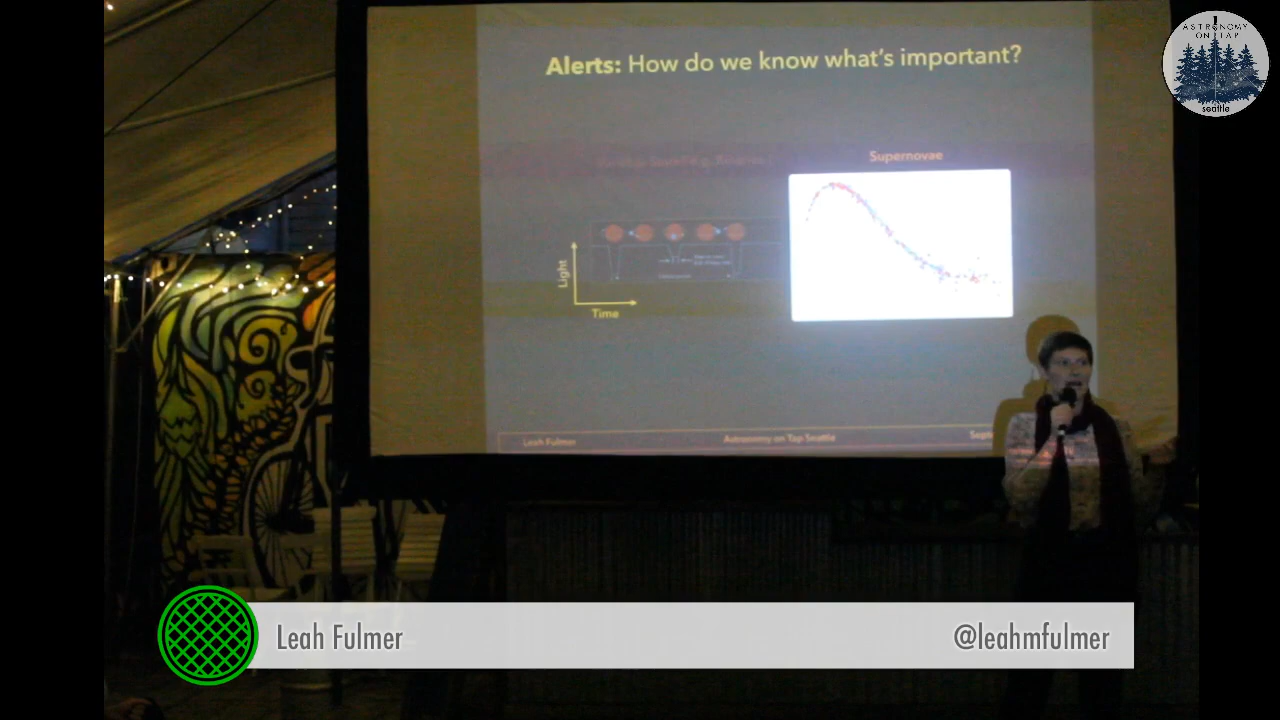 ASTRONOMY
ON TAP
seattle
Alerts: How do we know what's important?
Supernovae
Light
Time
Leah Fulmer
Astronomy on Tap Seattle
Sept
Leah Fulmer
@leahmfulmer